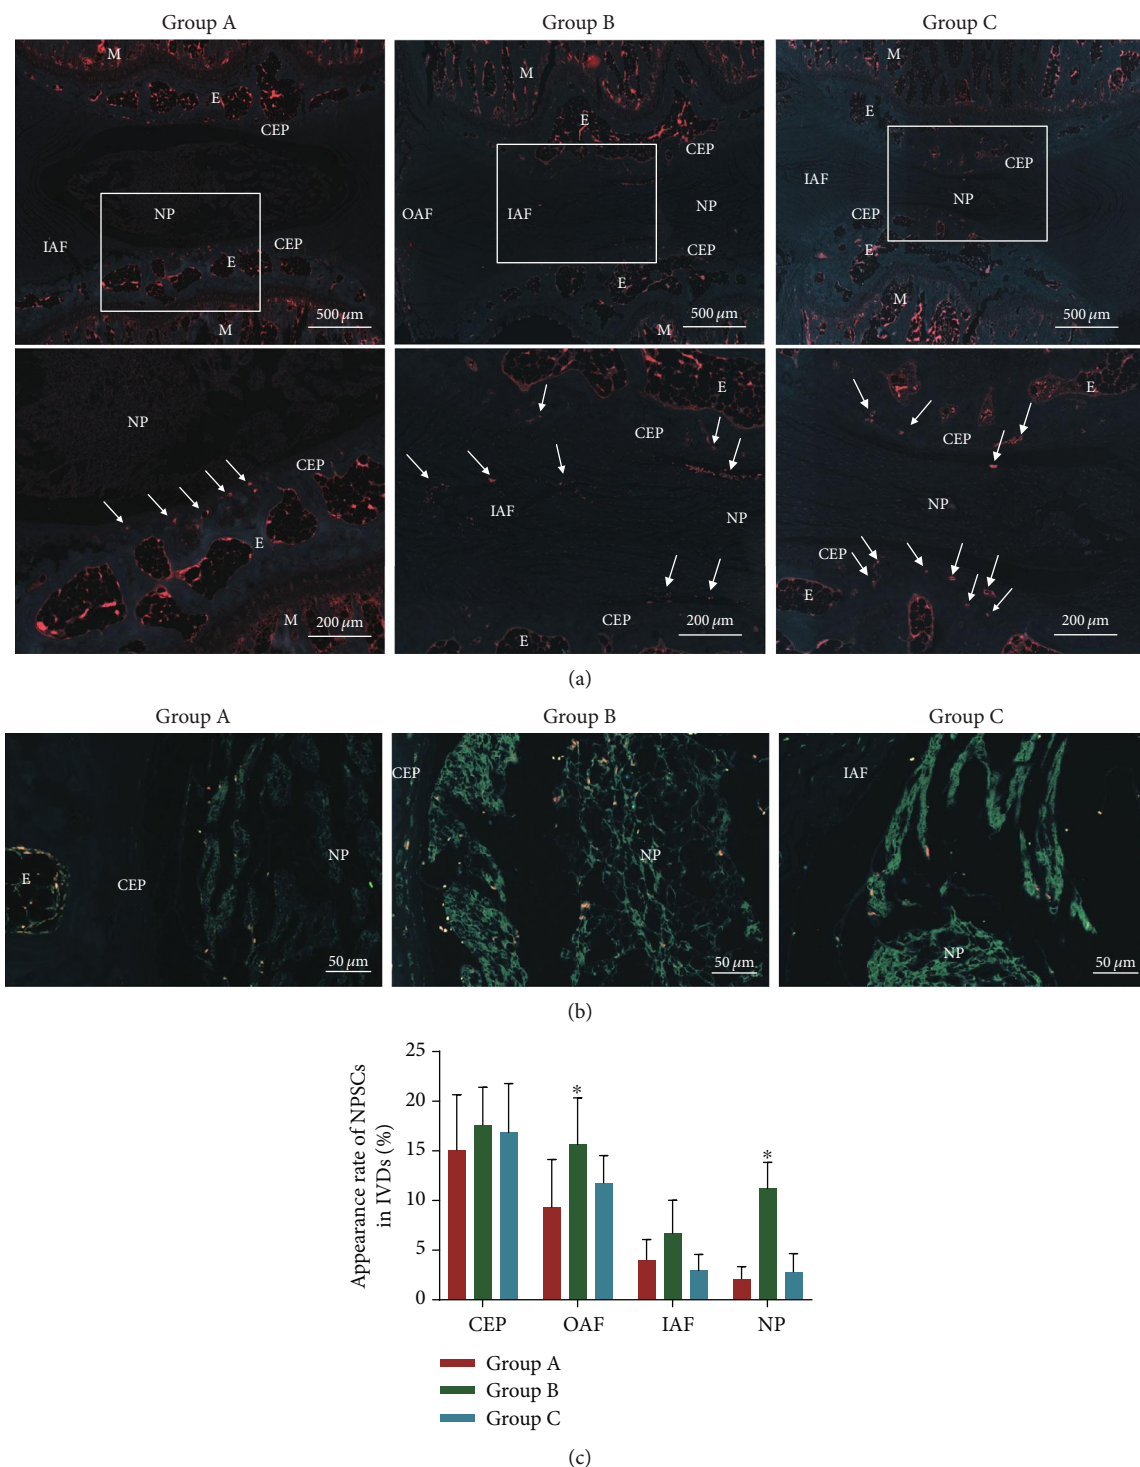 Group A
Group B
Group C
M
E
CEP
NP
IAF
CEP
E
M
500 μm
M
E
CEP
OAF
IAF
NP
CEP
E
M
500 μm
M
E
CEP
IAF
NP
CEP
E
M
500 μm
NP
CEP
E
M
200 μm
E
CEP
IAF
NP
CEP
E
200 μm
E
CEP
NP
CEP
E
200 μm
(a)
Group A
Group B
Group C
E
CEP
NP
50 μm
CEP
NP
50 μm
IAF
NP
50 μm
(b)
Appearance rate of NPSCs
in IVDs (%)
25
20
15
10
5
0
*
*
CEP
OAF
IAF
NP
Group A
Group B
Group C
(c)